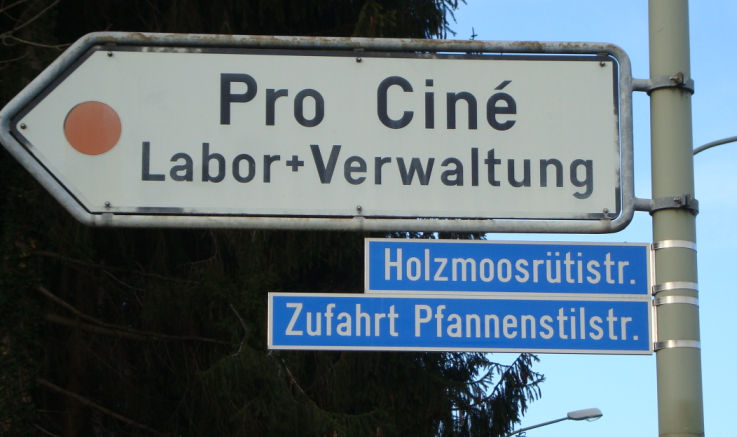 Pro Ciné
Labor+Verwaltung
Holzmoosrütistr.
Zufahrt Pfannenstilstr.